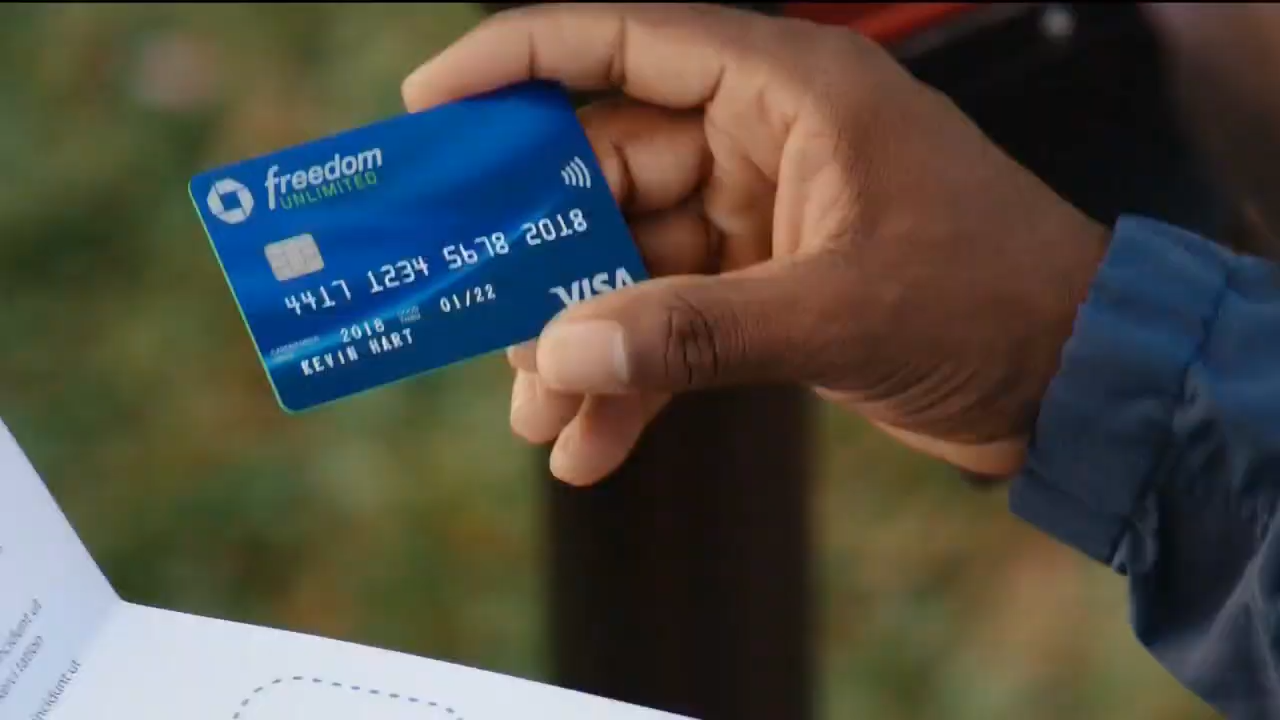 freedom
UNLIMITED
4417 1234 5678 2018
VISA
01/22
2018
KEVIN HART